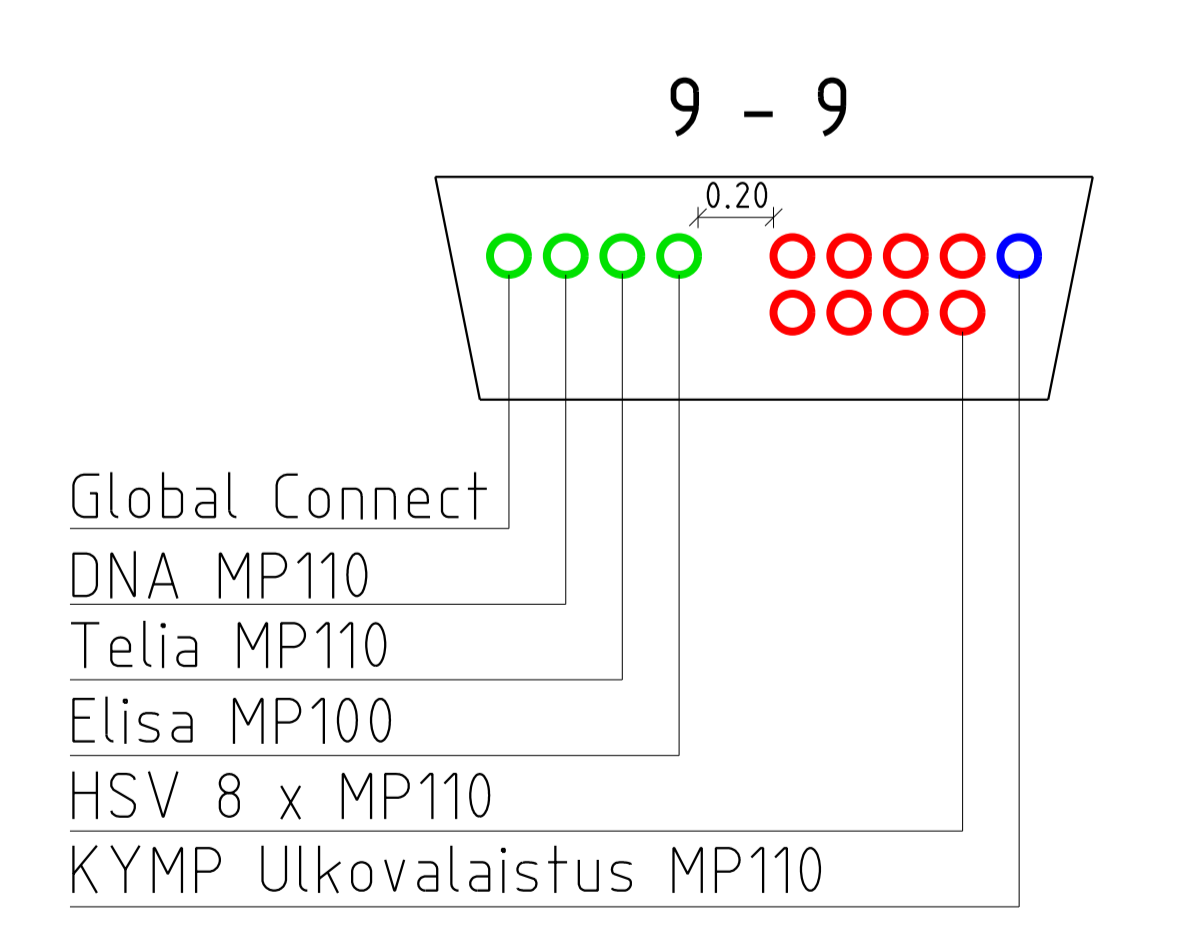 9 - 9
0.20
Global Connect
DNA MP110
Telia MP110
Elisa MP100
HSV 8 x MP110
KYMP Ulkovalaistus MP110